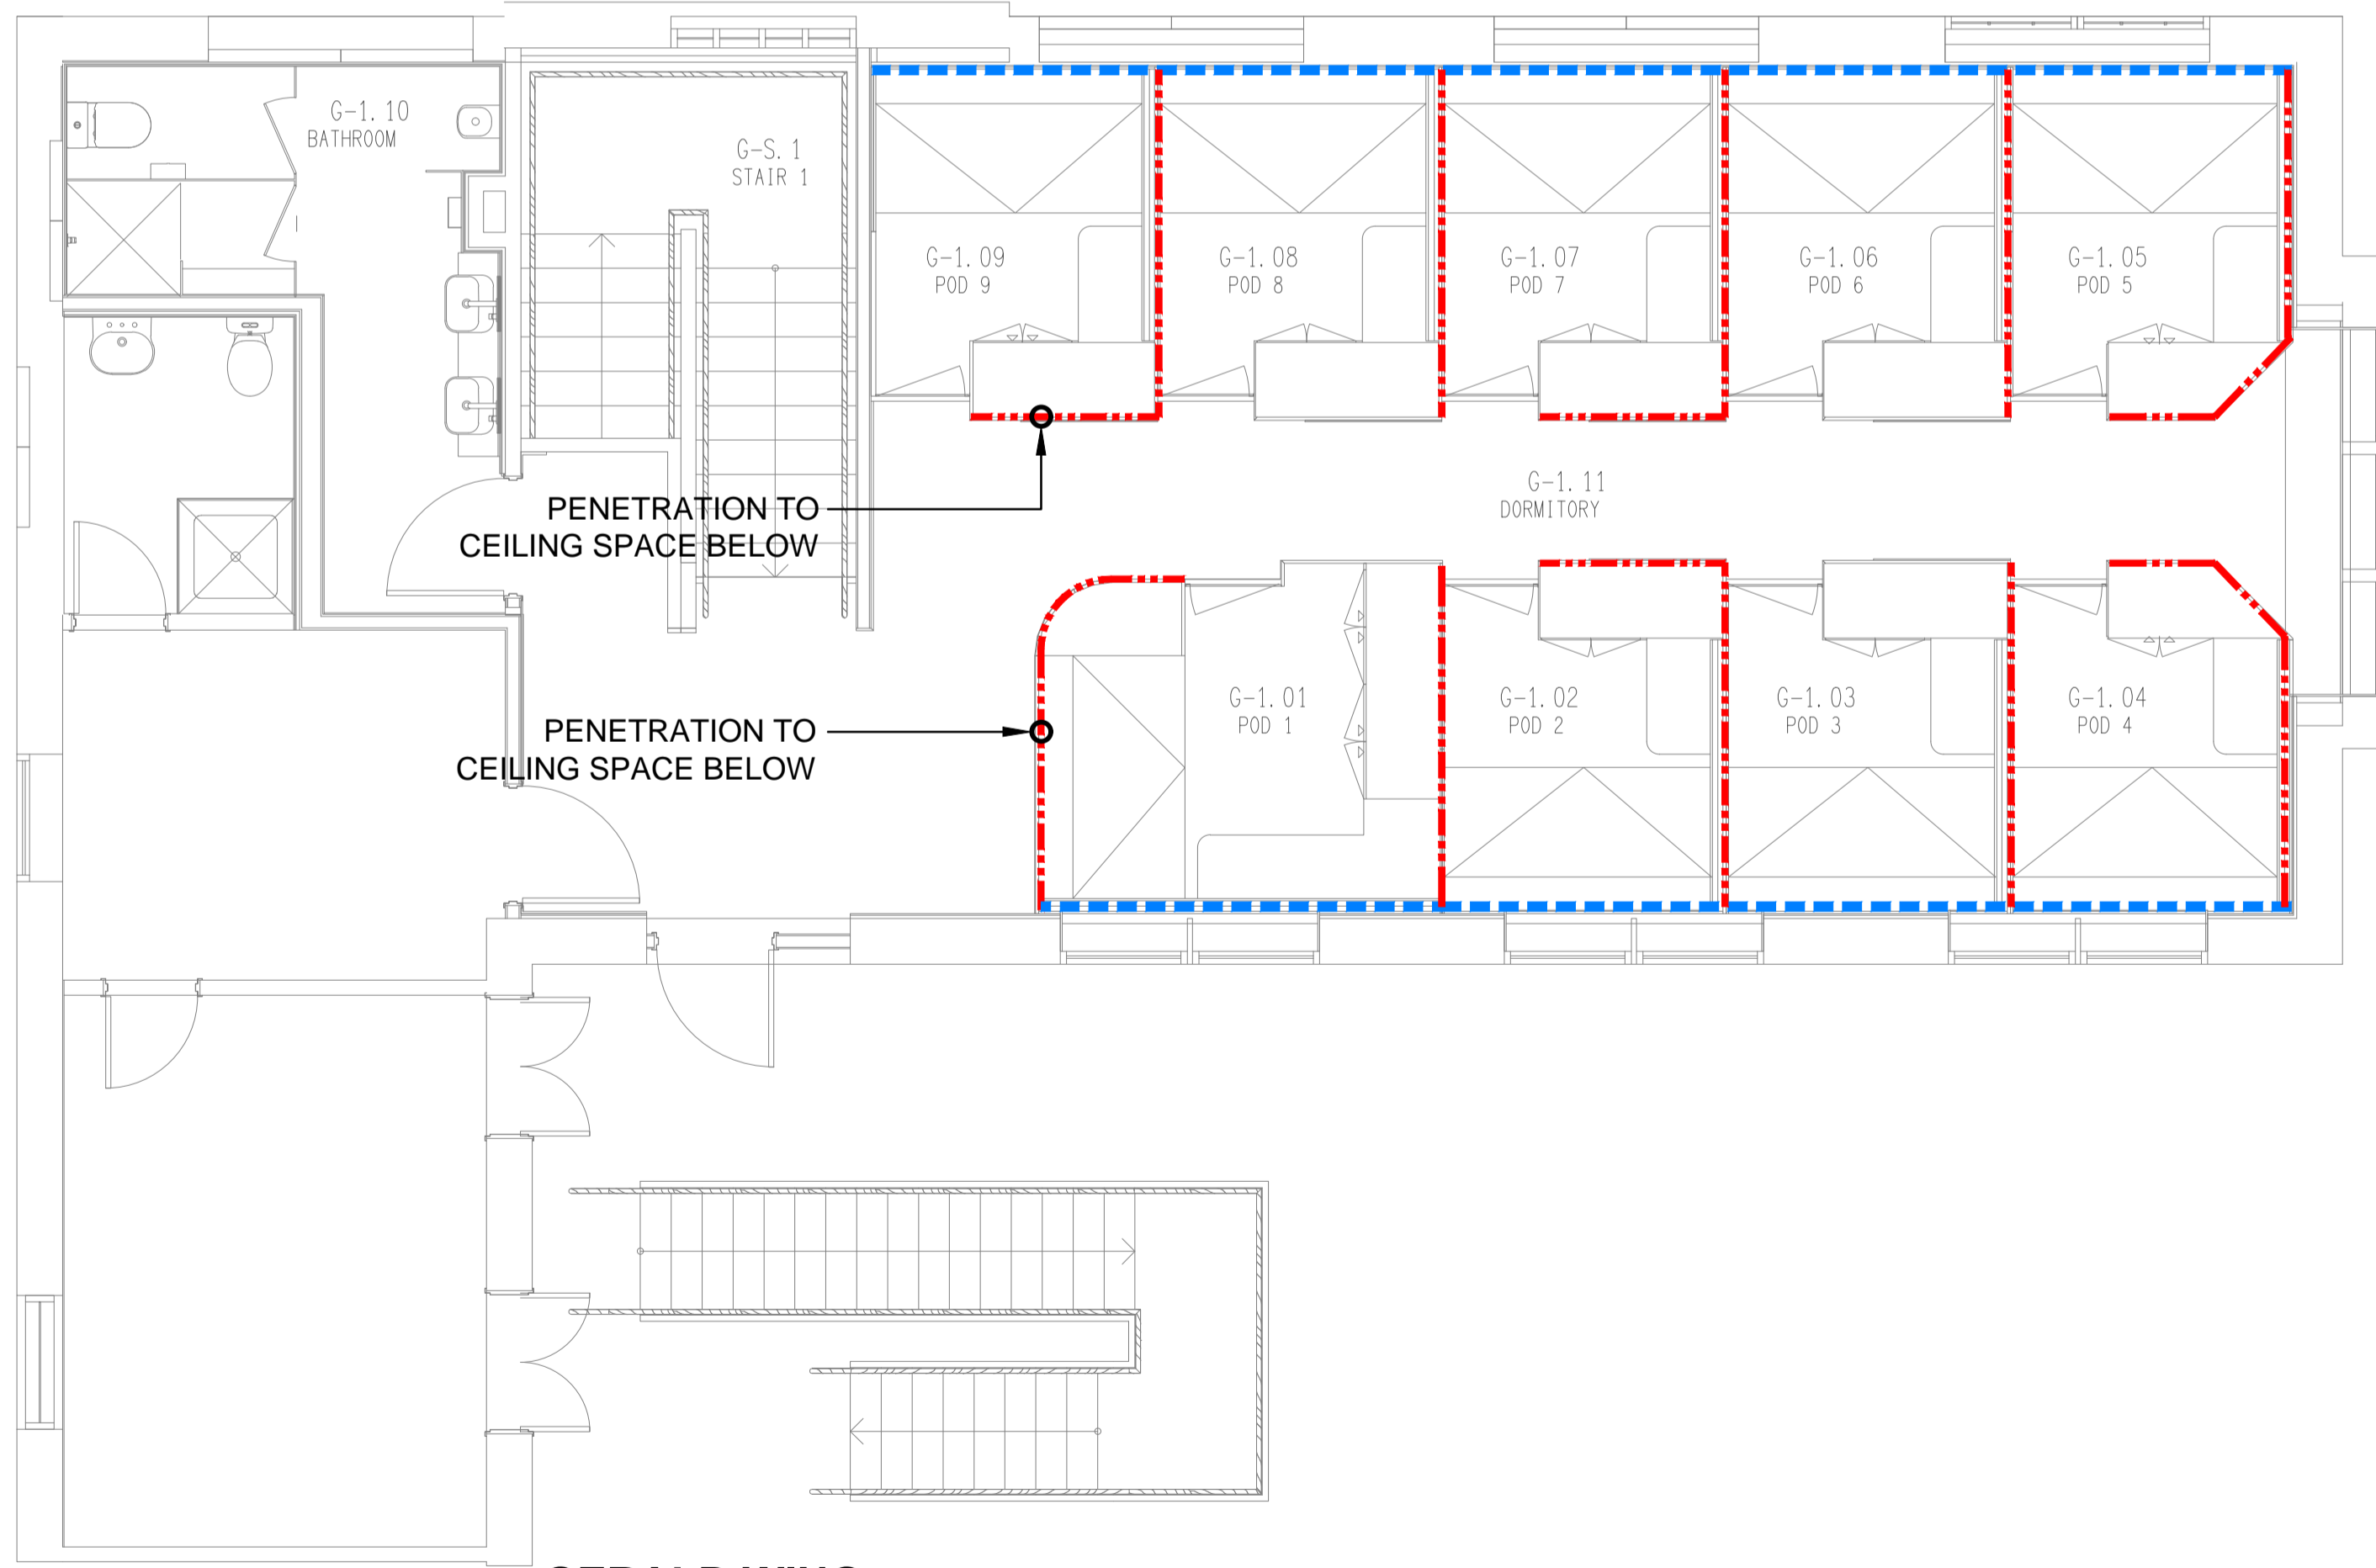 G-1.10
BATHROOM
G-S.1
STAIR 1
G-1.09
POD 9
G-1.08
POD 8
G-1.07
POD 7
G-1.06
POD 6
G-1.05
POD 5
G-1.11
DORMITORY
PENETRATION TO
CEILING SPACE BELOW
PENETRATION TO
CEILING SPACE BELOW
G-1.01
POD 1
G-1.02
POD 2
G-1.03
POD 3
G-1.04
POD 4